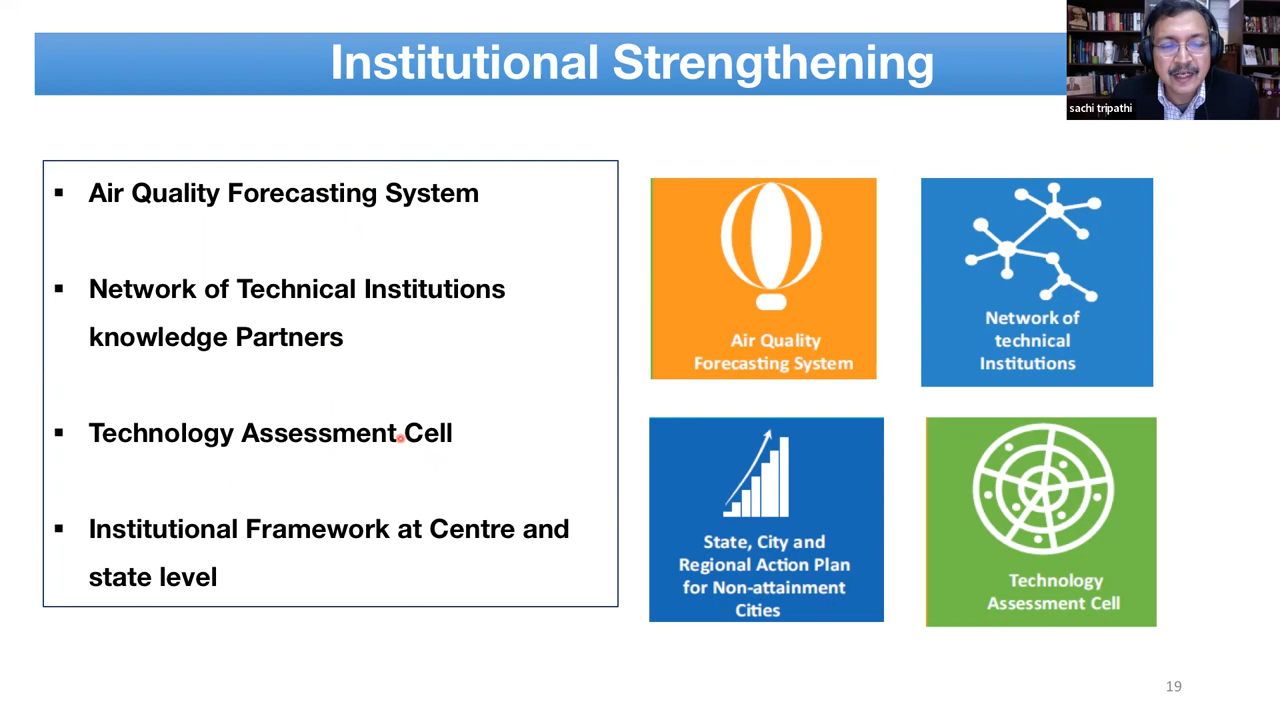 Institutional Strengthening
sachi tripathi
▪ Air Quality Forecasting System
▪ Network of Technical Institutions
knowledge Partners
▪ Technology Assessment Cell
▪ Institutional Framework at Centre and
state level
Air Quality
Forecasting System
Network of
technical
Institutions
State, City and
Regional Action Plan
for Non-attainment
Cities
Technology
Assessment Cell
19